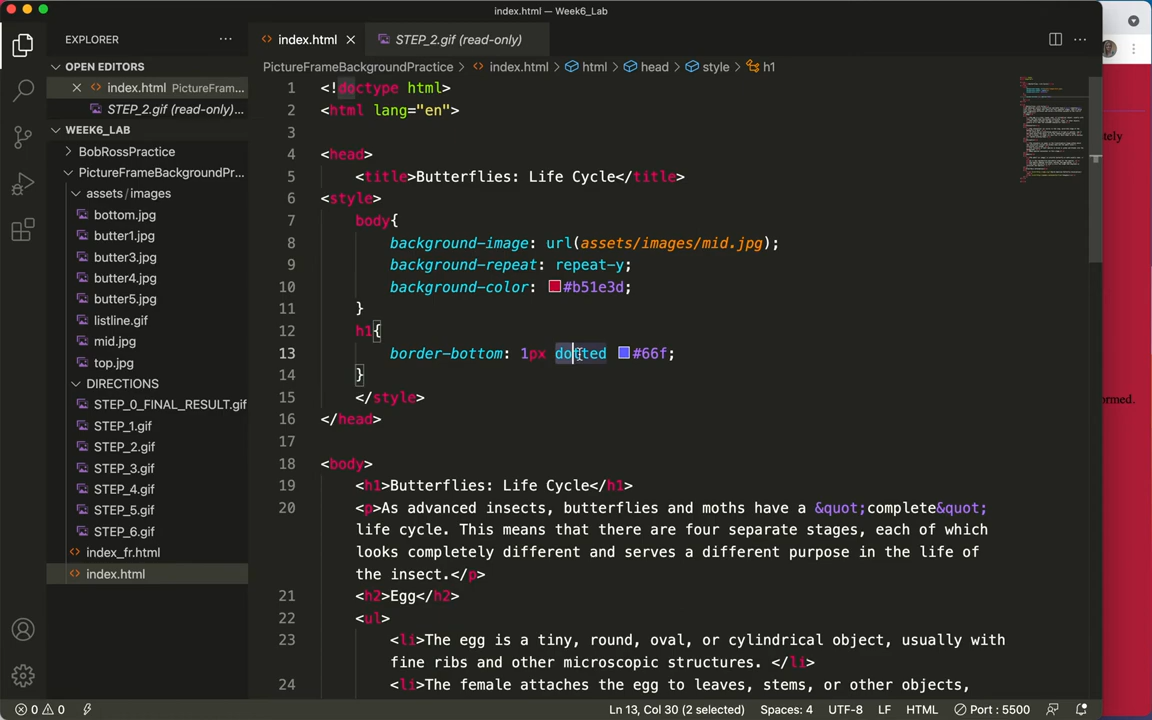 index.html — Week6_Lab
EXPLORER
index.html
STEP_2.gif (read-only)
OPEN EDITORS
index.html PictureFram...
STEP_2.gif (read-only)...
WEEK6_LAB
BobRossPractice
PictureFrameBackgroundPr...
assets/images
bottom.jpg
butter1.jpg
butter3.jpg
butter4.jpg
butter5.jpg
listline.gif
mid.jpg
top.jpg
DIRECTIONS
STEP_0_FINAL_RESULT.gif
STEP_1.gif
STEP_2.gif
STEP_3.gif
STEP_4.gif
STEP_5.gif
STEP_6.gif
index_fr.html
index.html
PictureFrameBackgroundPractice > index.html > html > head > style > h1
1 <!doctype html>
2 <html lang="en">
3
4 <head>
5 <title>Butterflies: Life Cycle</title>
6 <style>
7 body{
8 background-image: url(assets/images/mid.jpg);
9 background-repeat: repeat-y;
10 background-color: #b51e3d;
11 }
12 h1{
13 border-bottom: 1px dotted #66f;
14 }
15 </style>
16 </head>
17
18 <body>
19 <h1>Butterflies: Life Cycle</h1>
20 <p>As advanced insects, butterflies and moths have a &quot;complete&quot;
life cycle. This means that there are four separate stages, each of which
looks completely different and serves a different purpose in the life of
the insect.</p>
21 <h2>Egg</h2>
22 <ul>
23 <li>The egg is a tiny, round, oval, or cylindrical object, usually with
fine ribs and other microscopic structures. </li>
24 <li>The female attaches the egg to leaves, stems, or other objects,
tely
ormed.
0 0
Ln 13, Col 30 (2 selected)
Spaces: 4
UTF-8
LF
HTML
Port : 5500